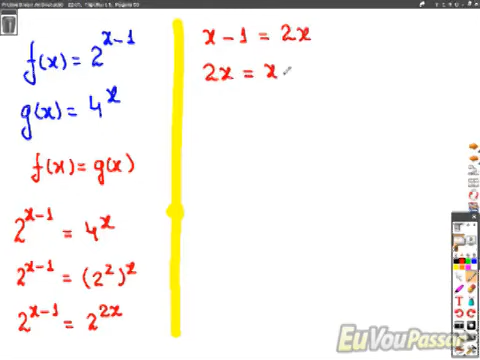 f(x) = 2^{x-1}
g(x) = 4^x
f(x) = g(x)
2^{x-1} = 4^x
2^{x-1} = (2^2)^x
2^{x-1} = 2^{2x}
x - 1 = 2x
2x = x -
EuVouPassar